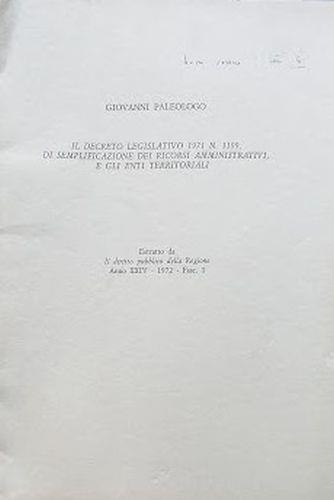 GIOVANNI PALEOLOGO
IL DECRETO LEGISLATIVO 1971 N. 1199,
DI SEMPLIFICAZIONE DEI RICORSI AMMINISTRATIVI,
E GLI ENTI TERRITORIALI
Estratto da
Il diritto pubblico della Regione
Anno XXIV - 1972 - Fasc. 3